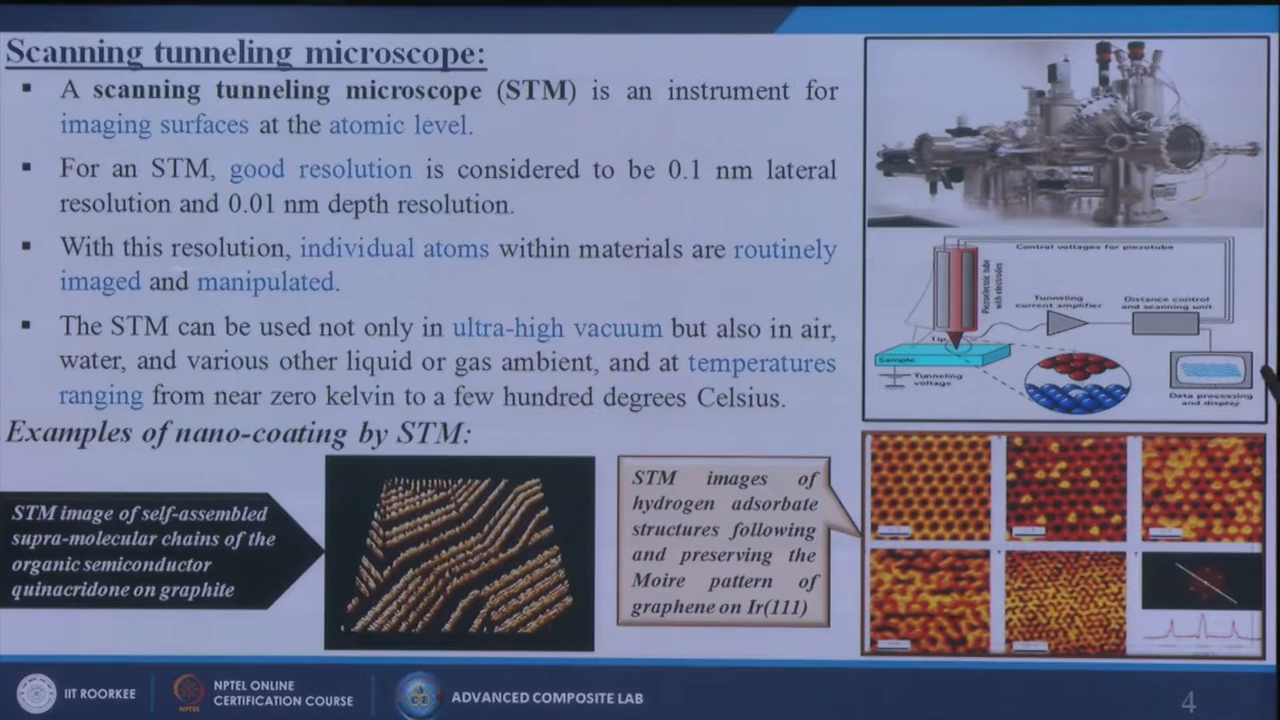 Scanning tunneling microscope:
A scanning tunneling microscope (STM) is an instrument for
imaging surfaces at the atomic level.
For an STM, good resolution is considered to be 0.1 nm lateral
resolution and 0.01 nm depth resolution.
With this resolution, individual atoms within materials are routinely
imaged and manipulated.
The STM can be used not only in ultra-high vacuum but also in air,
water, and various other liquid or gas ambient, and at temperatures
ranging from near zero kelvin to a few hundred degrees Celsius.
Examples of nano-coating by STM:
STM image of self-assembled
supra-molecular chains of the
organic semiconductor
quinacridone on graphite
STM images of
hydrogen adsorbate
structures following
and preserving the
Moire pattern of
graphene on Ir(111)
Control voltages for piezotube
Piezoelectric tube
with electrodes
Tunneling
current amplifier
Distance control
and scanning unit
Tip
Sample
Tunneling
voltage
Data processing
and display
IIT ROORKEE
NPTEL ONLINE
CERTIFICATION COURSE
NPTEL
ADVANCED COMPOSITE LAB
4